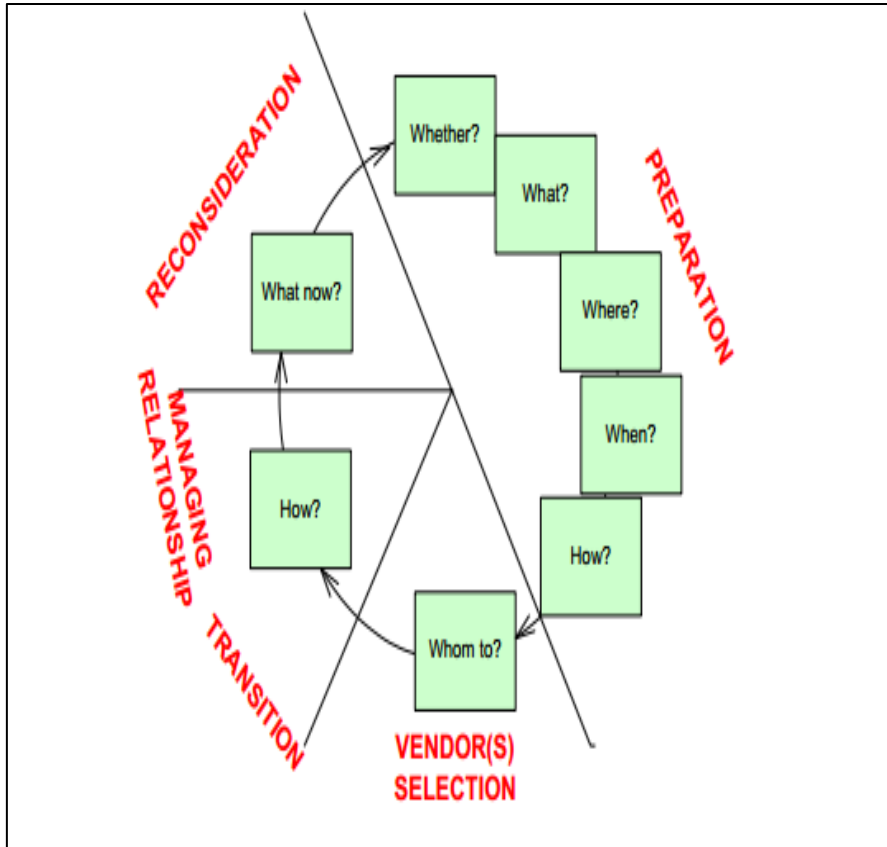 RECONSIDERATION
Whether?
What?
PREPARATION
Where?
What now?
When?
MANAGING
RELATIONSHIP
How?
How?
TRANSITION
Whom to?
VENDOR(S)
SELECTION